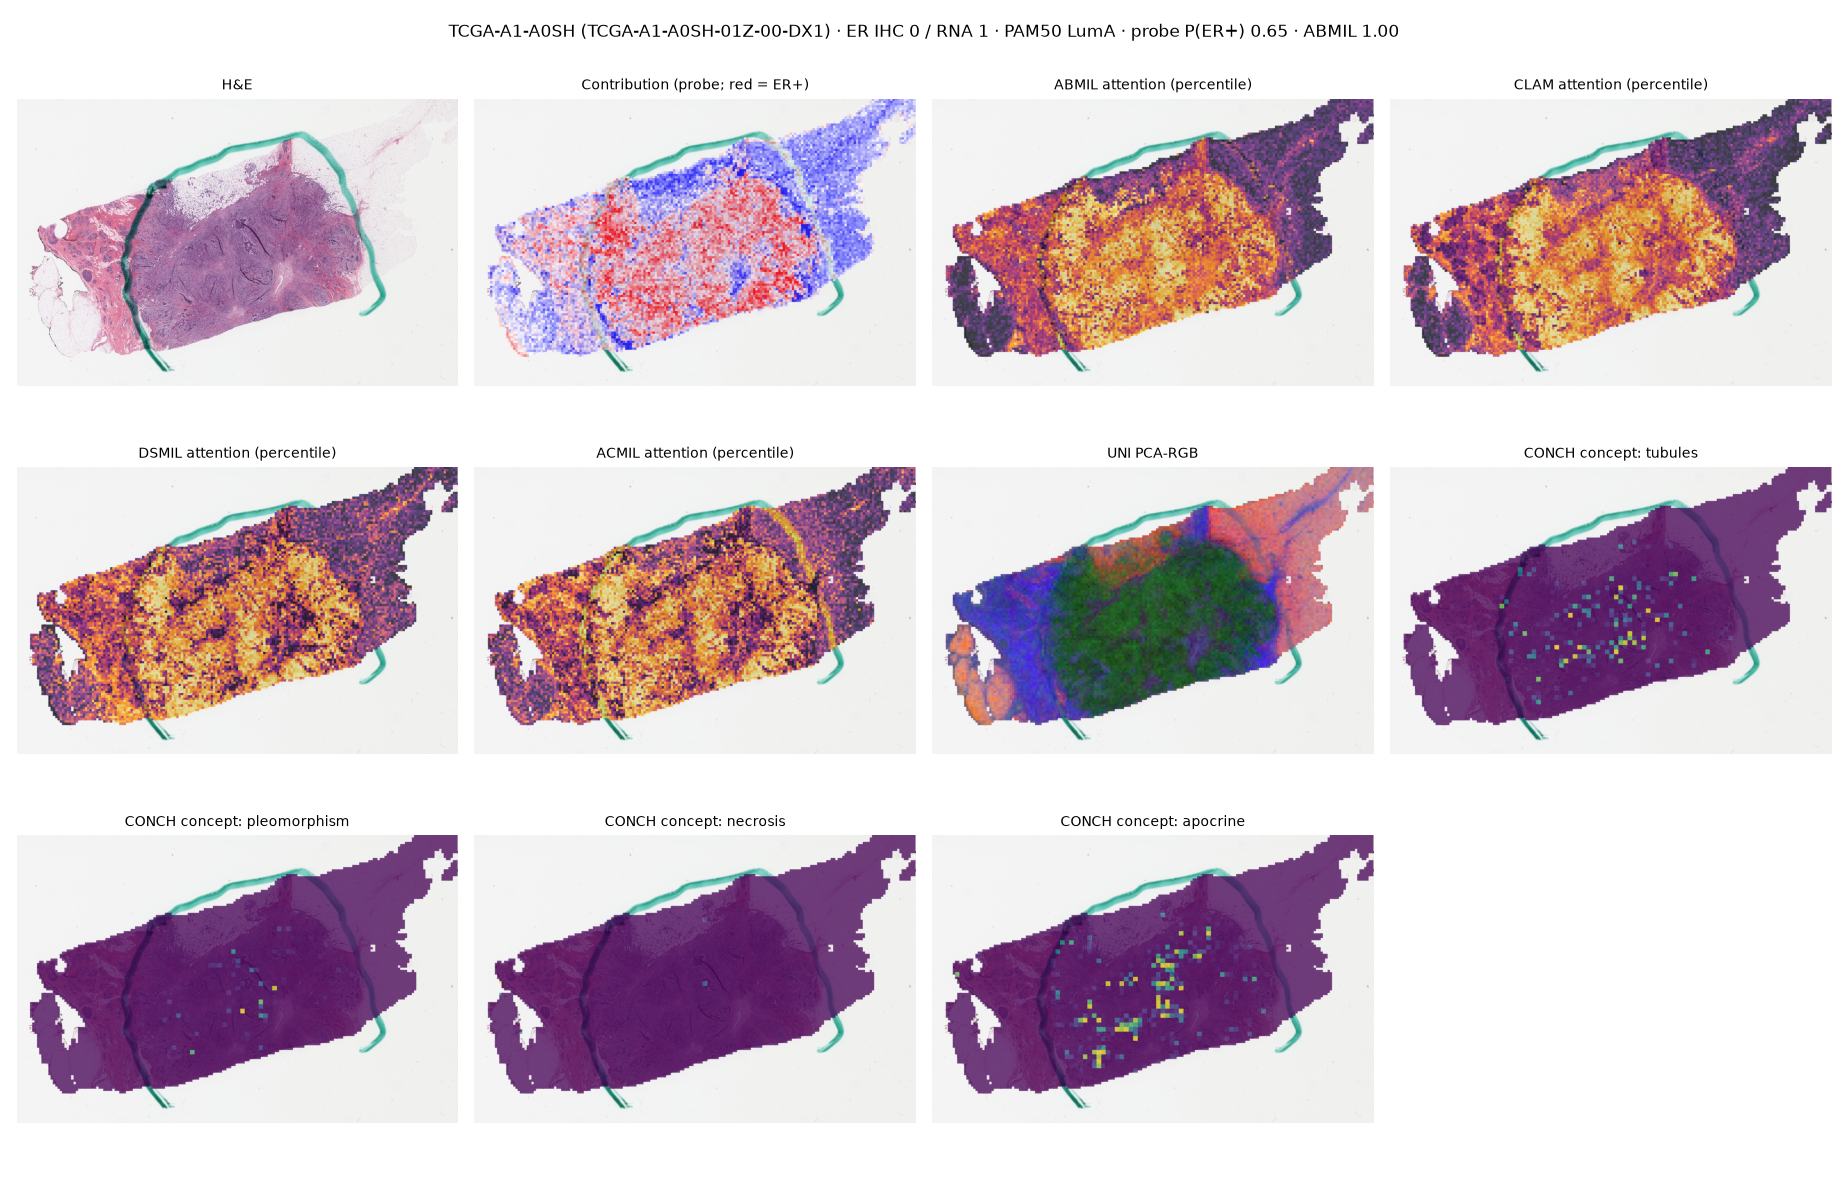 TCGA-A1-A0SH (TCGA-A1-A0SH-01Z-00-DX1) · ER IHC 0 / RNA 1 · PAM50 LumA · probe P(ER+) 0.65 · ABMIL 1.00
H&E
Contribution (probe; red = ER+)
ABMIL attention (percentile)
CLAM attention (percentile)
DSMIL attention (percentile)
ACMIL attention (percentile)
UNI PCA-RGB
CONCH concept: tubules
CONCH concept: pleomorphism
CONCH concept: necrosis
CONCH concept: apocrine